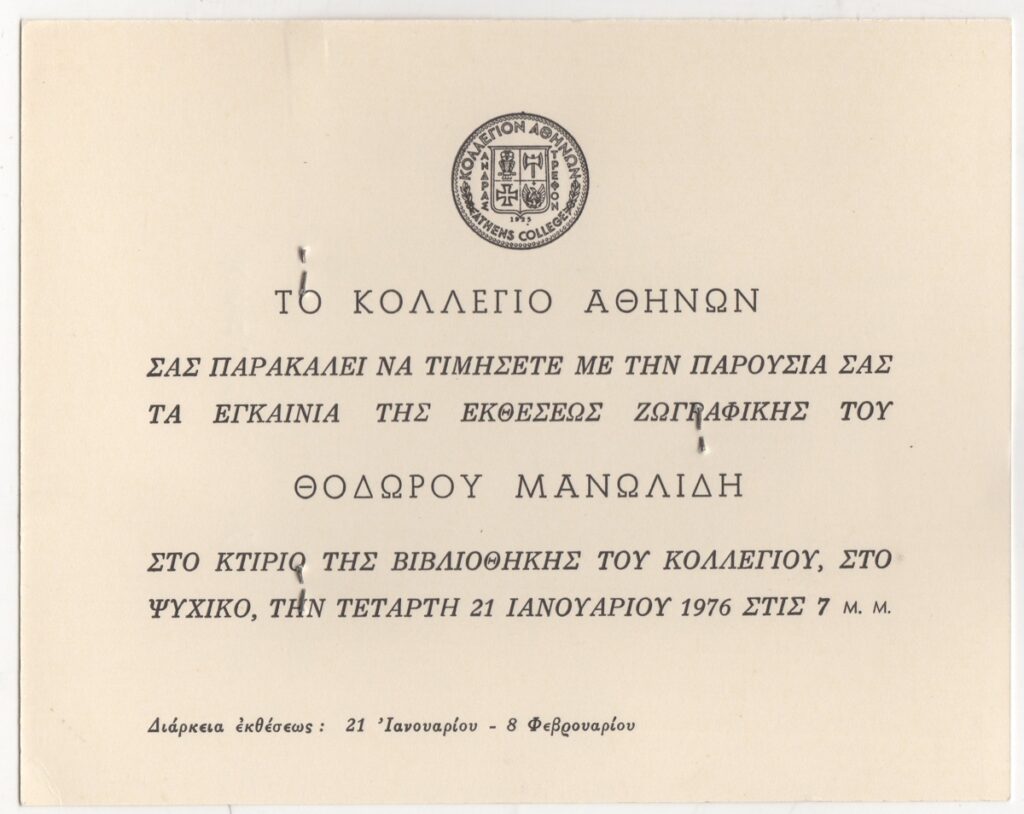 ΚΟΛΛΕΓΙΟΝ ΑΘΗΝΩΝ
ΑΝΔΡΑΣ
ΤΡΕΦΟΝ
1925
ATHENS COLLEGE
ΤΟ ΚΟΛΛΕΓΙΟ ΑΘΗΝΩΝ
ΣΑΣ ΠΑΡΑΚΑΛΕΙ ΝΑ ΤΙΜΗΣΕΤΕ ΜΕ ΤΗΝ ΠΑΡΟΥΣΙΑ ΣΑΣ
ΤΑ ΕΓΚΑΙΝΙΑ ΤΗΣ ΕΚΘΕΣΕΩΣ ΖΩΓΡΑΦΙΚΗΣ ΤΟΥ
ΘΟΔΩΡΟΥ ΜΑΝΩΛΙΔΗ
ΣΤΟ ΚΤΙΡΙΟ ΤΗΣ ΒΙΒΛΙΟΘΗΚΗΣ ΤΟΥ ΚΟΛΛΕΓΙΟΥ, ΣΤΟ
ΨΥΧΙΚΟ, ΤΗΝ ΤΕΤΑΡΤΗ 21 ΙΑΝΟΥΑΡΙΟΥ 1976 ΣΤΙΣ 7 Μ. Μ.
Διάρκεια ἐκθέσεως : 21 Ἰανουαρίου - 8 Φεβρουαρίου